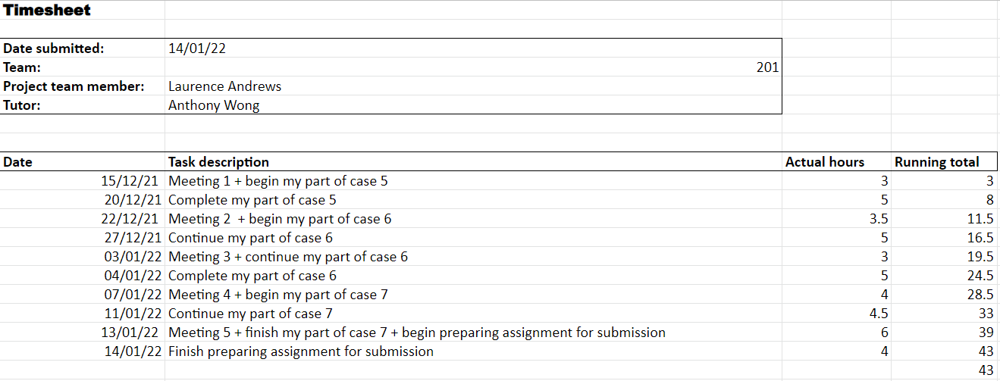 Timesheet
Date submitted: 14/01/22
Team: 201
Project team member: Laurence Andrews
Tutor: Anthony Wong
Date Task description Actual hours Running total
15/12/21 Meeting 1 + begin my part of case 5 3 3
20/12/21 Complete my part of case 5 5 8
22/12/21 Meeting 2  + begin my part of case 6 3.5 11.5
27/12/21 Continue my part of case 6 5 16.5
03/01/22 Meeting 3 + continue my part of case 6 3 19.5
04/01/22 Complete my part of case 6 5 24.5
07/01/22 Meeting 4 + begin my part of case 7 4 28.5
11/01/22 Continue my part of case 7 4.5 33
13/01/22 Meeting 5 + finish my part of case 7 + begin preparing assignment for submission 6 39
14/01/22 Finish preparing assignment for submission 4 43
43